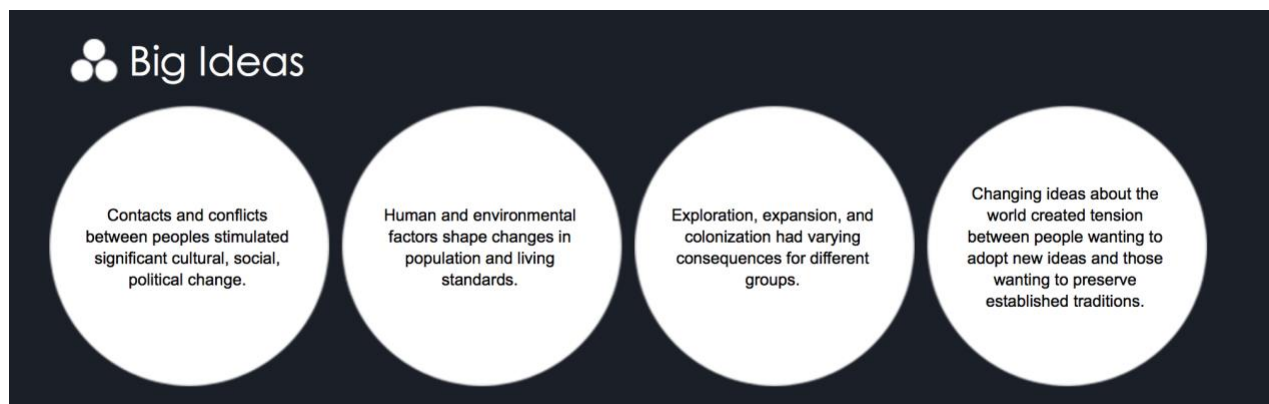 Big Ideas
Contacts and conflicts
between peoples stimulated
significant cultural, social,
political change.
Human and environmental
factors shape changes in
population and living
standards.
Exploration, expansion, and
colonization had varying
consequences for different
groups.
Changing ideas about the
world created tension
between people wanting to
adopt new ideas and those
wanting to preserve
established traditions.